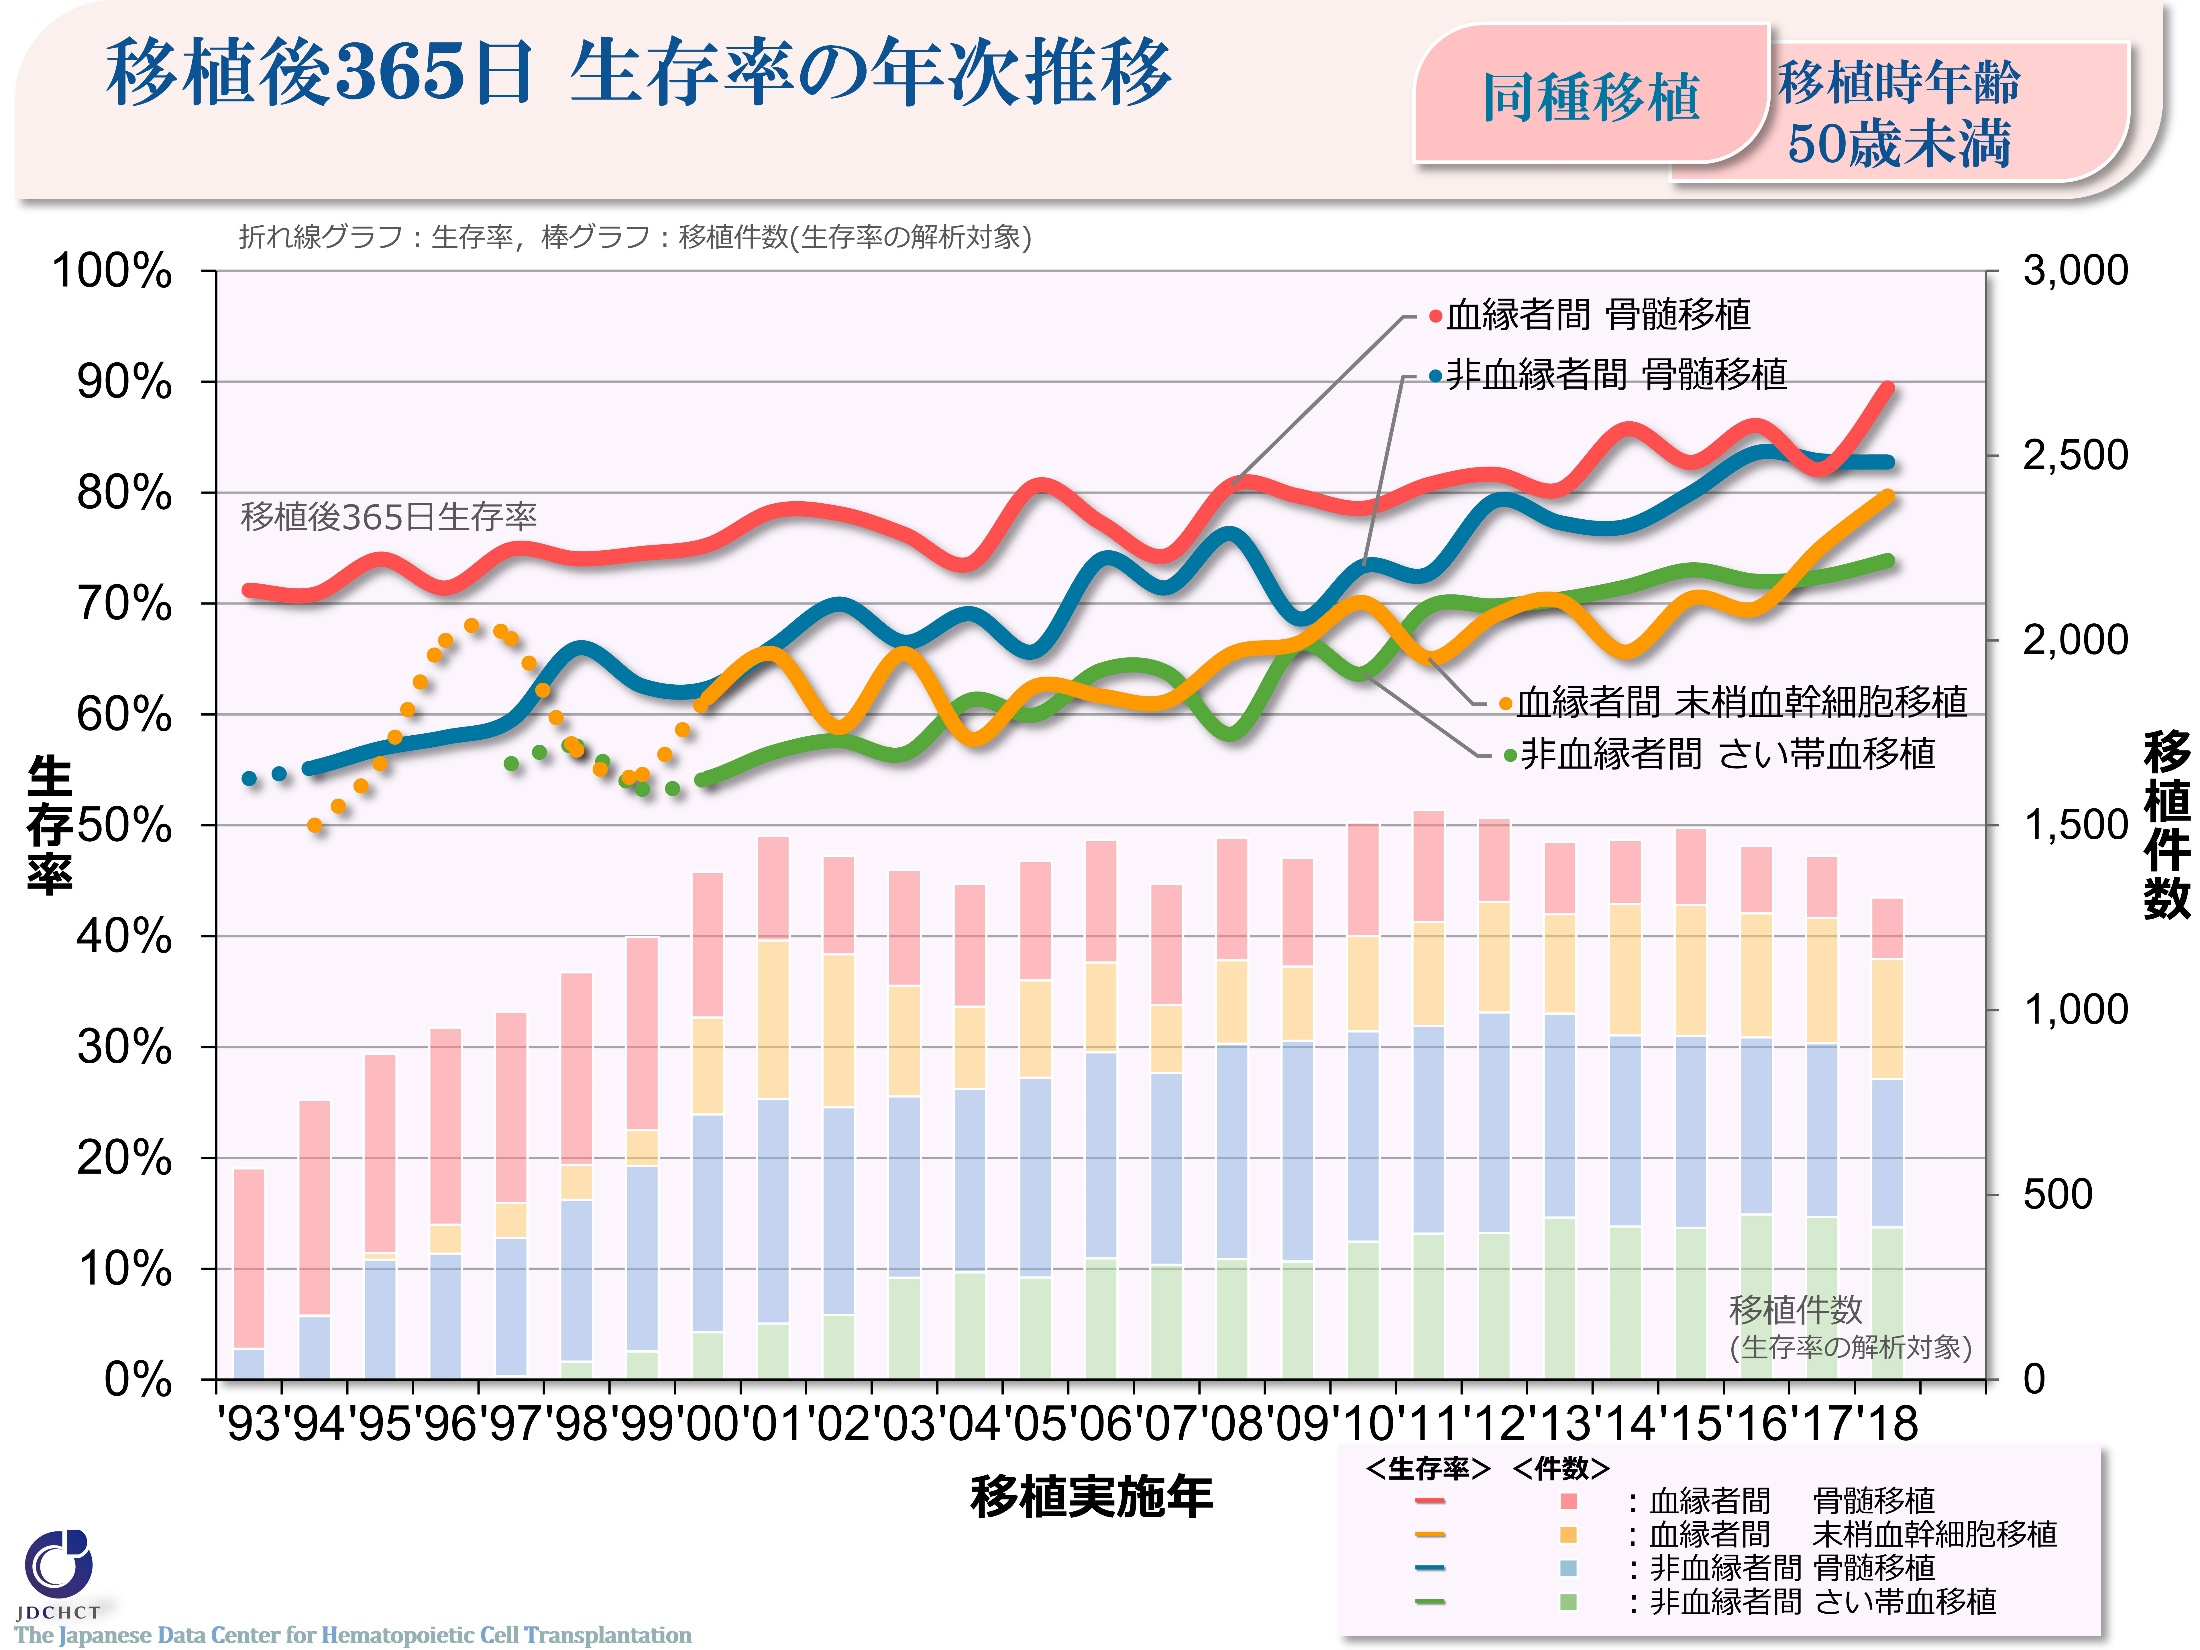 移植後365日 生存率の年次推移
同種移植
移植時年齢
50歳未満
折れ線グラフ：生存率，棒グラフ：移植件数(生存率の解析対象)
100%
90%
80%
70%
60%
50%
40%
30%
20%
10%
0%
生存率
3,000
2,500
2,000
1,500
1,000
500
0
移植件数
血縁者間 骨髄移植
非血縁者間 骨髄移植
移植後365日生存率
血縁者間 末梢血幹細胞移植
非血縁者間 さい帯血移植
移植件数
(生存率の解析対象)
'93 '94 '95 '96 '97 '98 '99 '00 '01 '02 '03 '04 '05 '06 '07 '08 '09 '10 '11 '12 '13 '14 '15 '16 '17 '18
移植実施年
＜生存率＞ ＜件数＞
：血縁者間 骨髄移植
：血縁者間 末梢血幹細胞移植
：非血縁者間 骨髄移植
：非血縁者間 さい帯血移植
JDCHCT
The Japanese Data Center for Hematopoietic Cell Transplantation